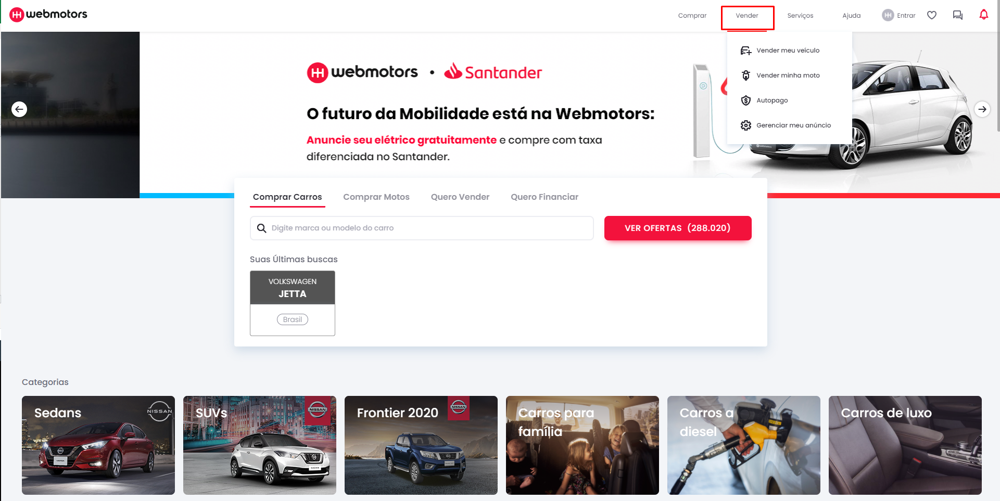 webmotors
Comprar
Vender
Serviços
Ajuda
Entrar
Vender meu veículo
Vender minha moto
Autopago
Gerenciar meu anúncio
webmotors • Santander
O futuro da Mobilidade está na Webmotors:
Anuncie seu elétrico gratuitamente e compre com taxa
diferenciada no Santander.
Comprar Carros
Comprar Motos
Quero Vender
Quero Financiar
Digite marca ou modelo do carro
VER OFERTAS (288.020)
Suas Últimas buscas
VOLKSWAGEN
JETTA
Brasil
Categorias
Sedans
NISSAN
SUVs
NISSAN
Frontier 2020
NISSAN
Carros para
família
Carros a
diesel
Carros de luxo